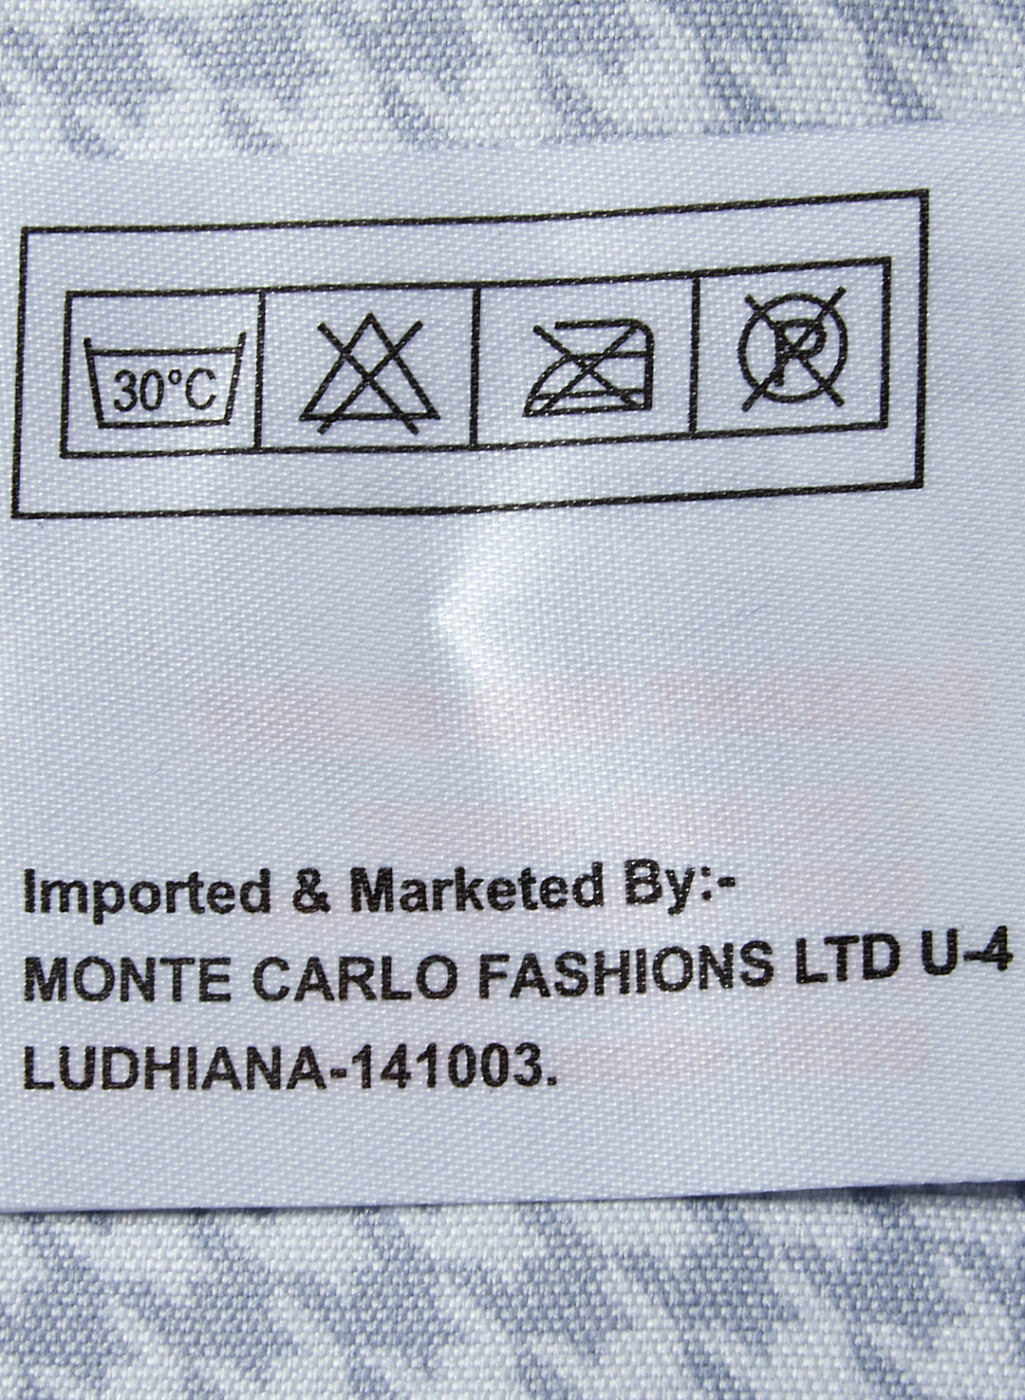 30°C
P
Imported & Marketed By:-
MONTE CARLO FASHIONS LTD U-4
LUDHIANA-141003.